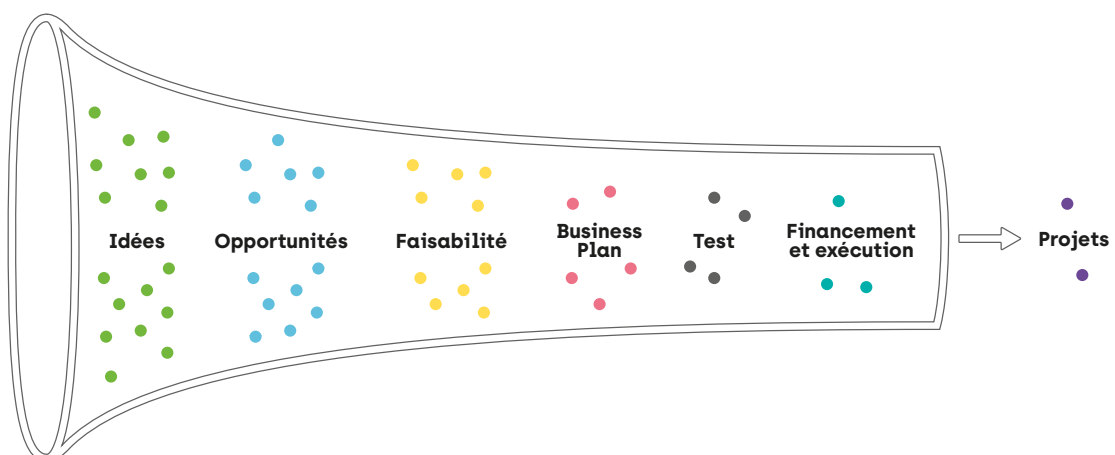 Idées
Opportunités
Faisabilité
Business
Plan
Test
Financement
et exécution
Projets